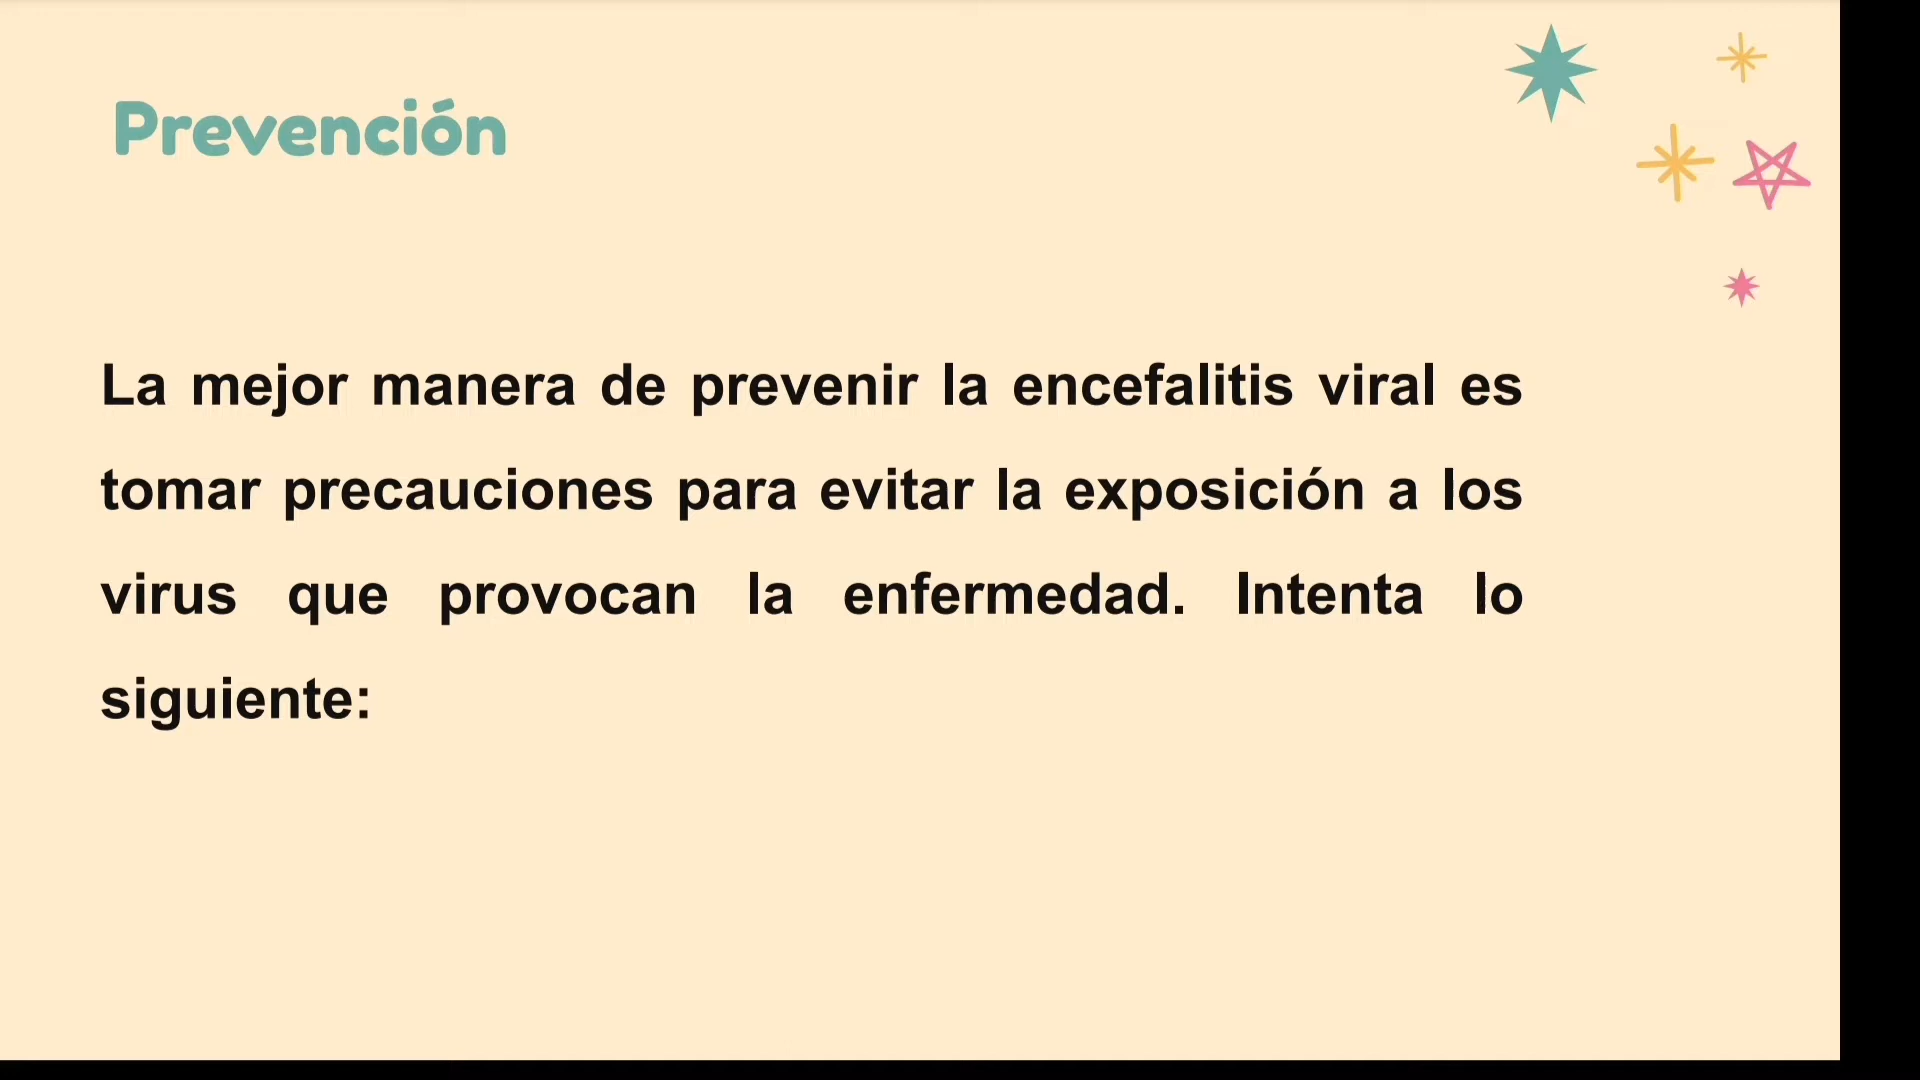 Prevención
La mejor manera de prevenir la encefalitis viral es
tomar precauciones para evitar la exposición a los
virus que provocan la enfermedad. Intenta lo
siguiente: